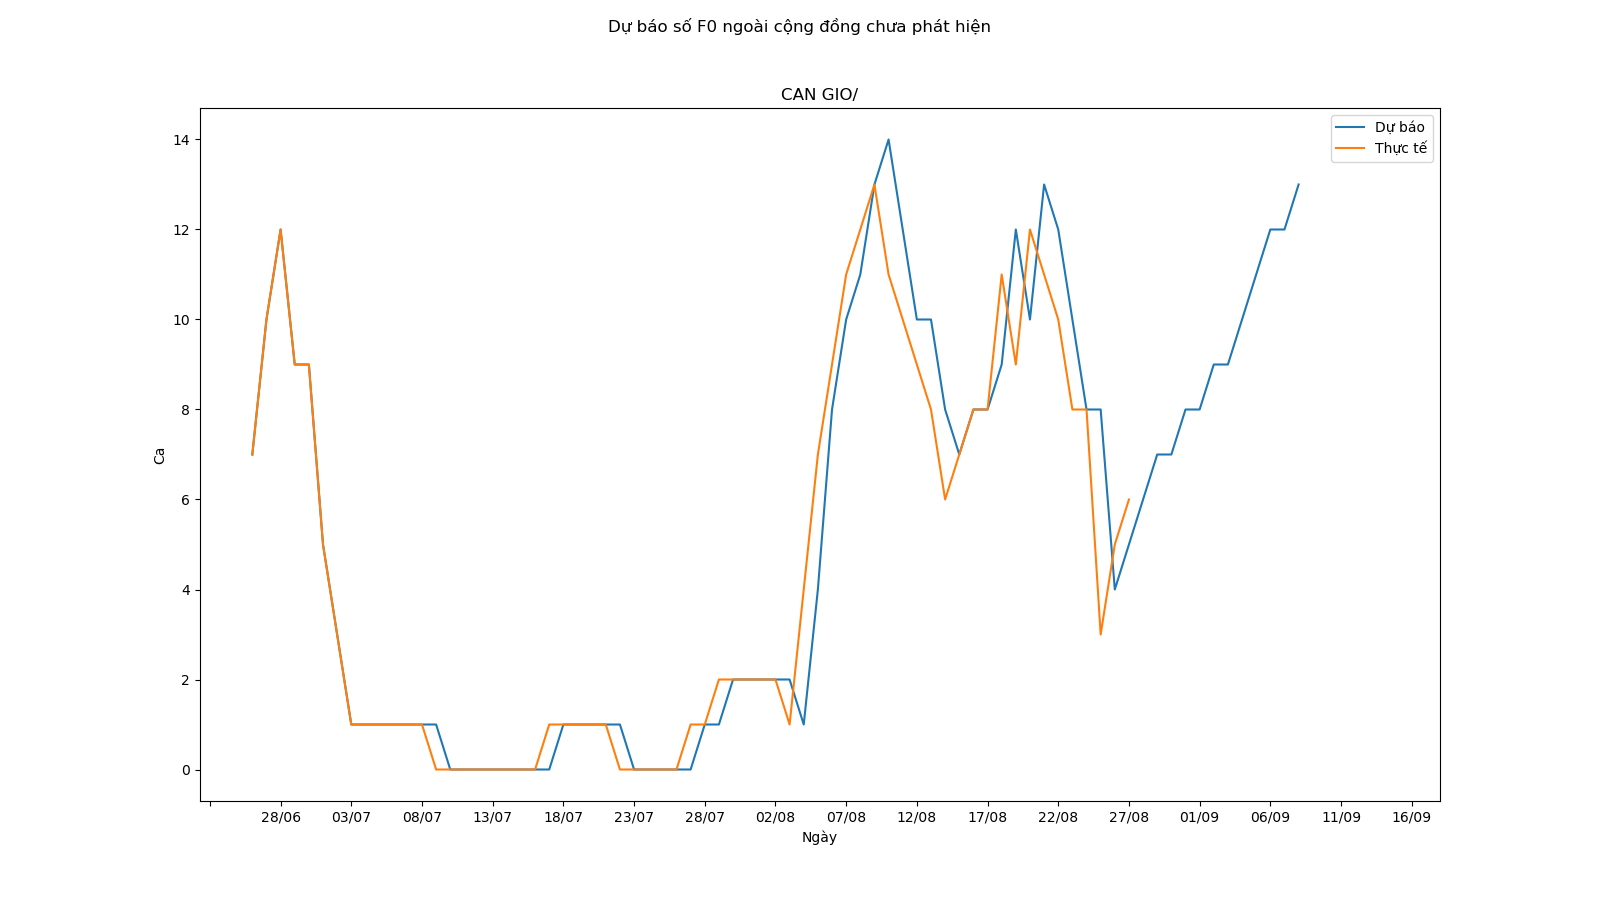 Dự báo số F0 ngoài cộng đồng chưa phát hiện
CAN GIO/
Dự báo
Thực tế
14
12
10
8
6
4
2
0
Ca
28/06 03/07 08/07 13/07 18/07 23/07 28/07 02/08 07/08 12/08 17/08 22/08 27/08 01/09 06/09 11/09 16/09
Ngày